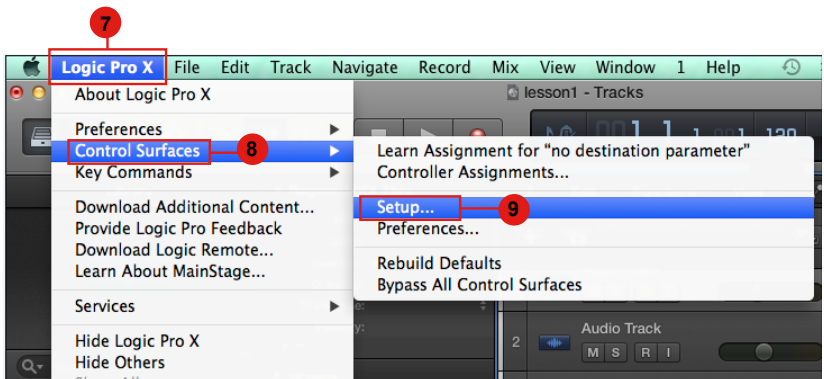 7
Logic Pro X File Edit Track Navigate Record Mix View Window 1 Help
About Logic Pro X
lesson1 - Tracks
Preferences
Control Surfaces
8
Key Commands
Learn Assignment for "no destination parameter"
Controller Assignments...
Setup...
9
Preferences...
Rebuild Defaults
Bypass All Control Surfaces
Download Additional Content...
Provide Logic Pro Feedback
Download Logic Remote...
Learn About MainStage...
Services
Hide Logic Pro X
Hide Others
2
Audio Track
M S R I